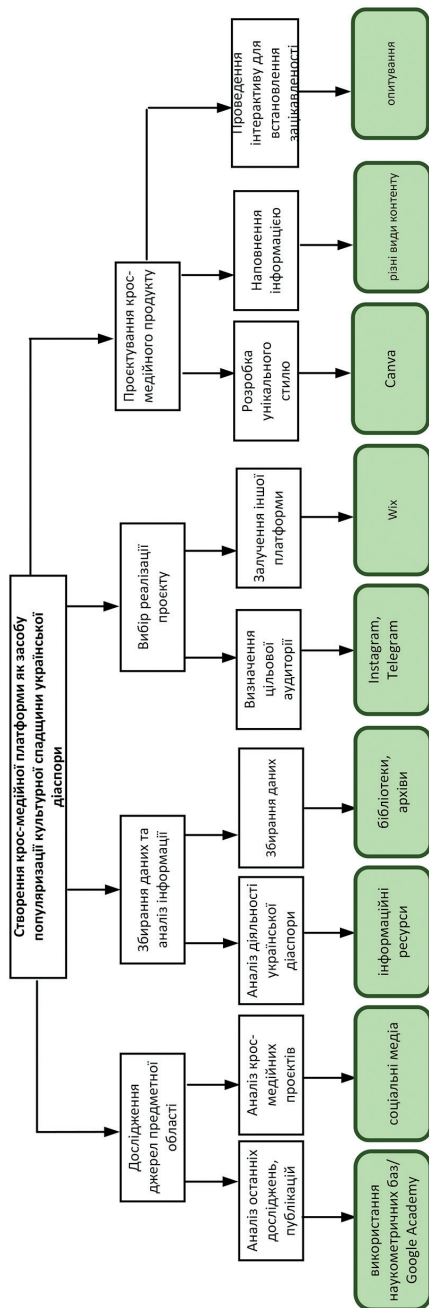 Створення крос-медійної платформи як засобу
популяризації культурної спадщини української
діаспори
Дослідження
джерел предметної
області
Збирання даних та
аналіз інформації
Вибір реалізації
проєкту
Проєктування крос-
медійного продукту
Аналіз останніх
досліджень,
публікацій
Аналіз крос-
медійних
проєктів
Аналіз діяльності
української
діаспори
Збирання даних
Визначення
цільової
аудиторії
Залучення іншої
платформи
Розробка
унікального
стилю
Наповнення
інформацією
Проведення
інтерактиву для
встановлення
зацікавленості
використання
наукометричних баз/
Google Academy
соціальні медіа
інформаційні
ресурси
бібліотеки,
архіви
Instagram,
Telegram
Wix
Canva
різні види контенту
опитування